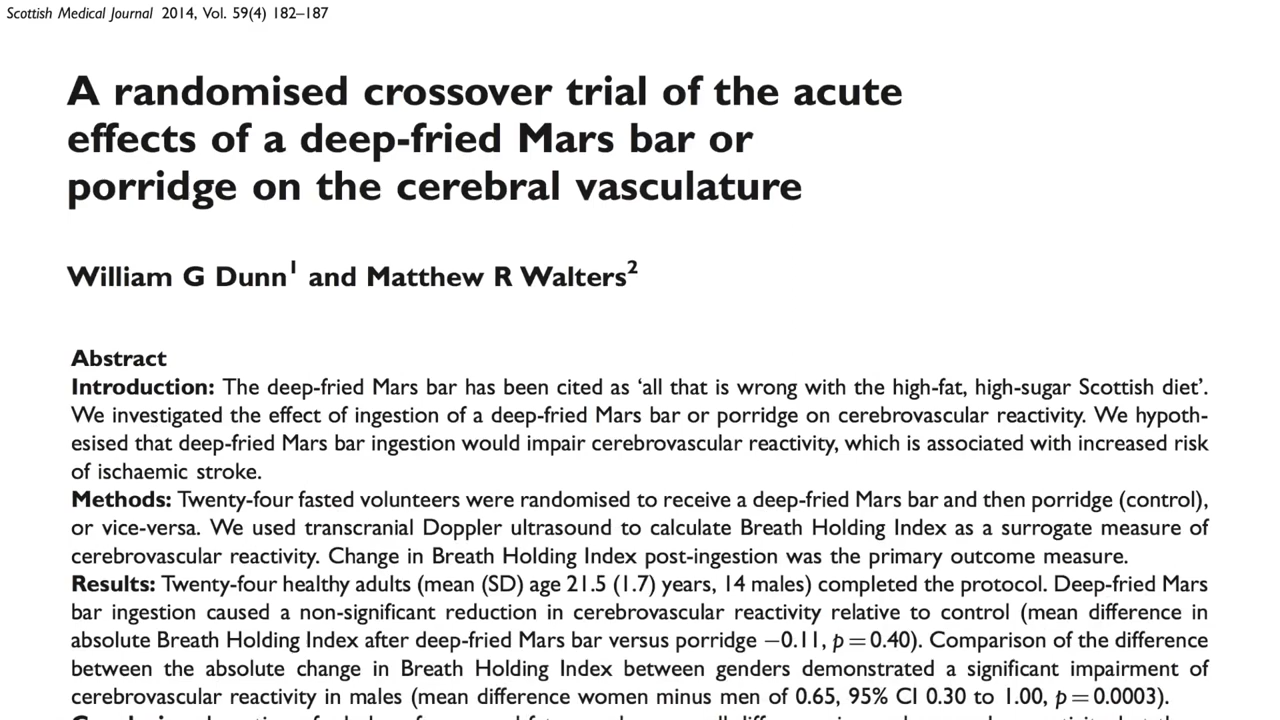 Scottish Medical Journal 2014, Vol. 59(4) 182–187
A randomised crossover trial of the acute
effects of a deep-fried Mars bar or
porridge on the cerebral vasculature
William G Dunn1 and Matthew R Walters2
Abstract
Introduction: The deep-fried Mars bar has been cited as ‘all that is wrong with the high-fat, high-sugar Scottish diet’.
We investigated the effect of ingestion of a deep-fried Mars bar or porridge on cerebrovascular reactivity. We hypoth-
esised that deep-fried Mars bar ingestion would impair cerebrovascular reactivity, which is associated with increased risk
of ischaemic stroke.
Methods: Twenty-four fasted volunteers were randomised to receive a deep-fried Mars bar and then porridge (control),
or vice-versa. We used transcranial Doppler ultrasound to calculate Breath Holding Index as a surrogate measure of
cerebrovascular reactivity. Change in Breath Holding Index post-ingestion was the primary outcome measure.
Results: Twenty-four healthy adults (mean (SD) age 21.5 (1.7) years, 14 males) completed the protocol. Deep-fried Mars
bar ingestion caused a non-significant reduction in cerebrovascular reactivity relative to control (mean difference in
absolute Breath Holding Index after deep-fried Mars bar versus porridge −0.11, p = 0.40). Comparison of the difference
between the absolute change in Breath Holding Index between genders demonstrated a significant impairment of
cerebrovascular reactivity in males (mean difference women minus men of 0.65, 95% CI 0.30 to 1.00, p = 0.0003).